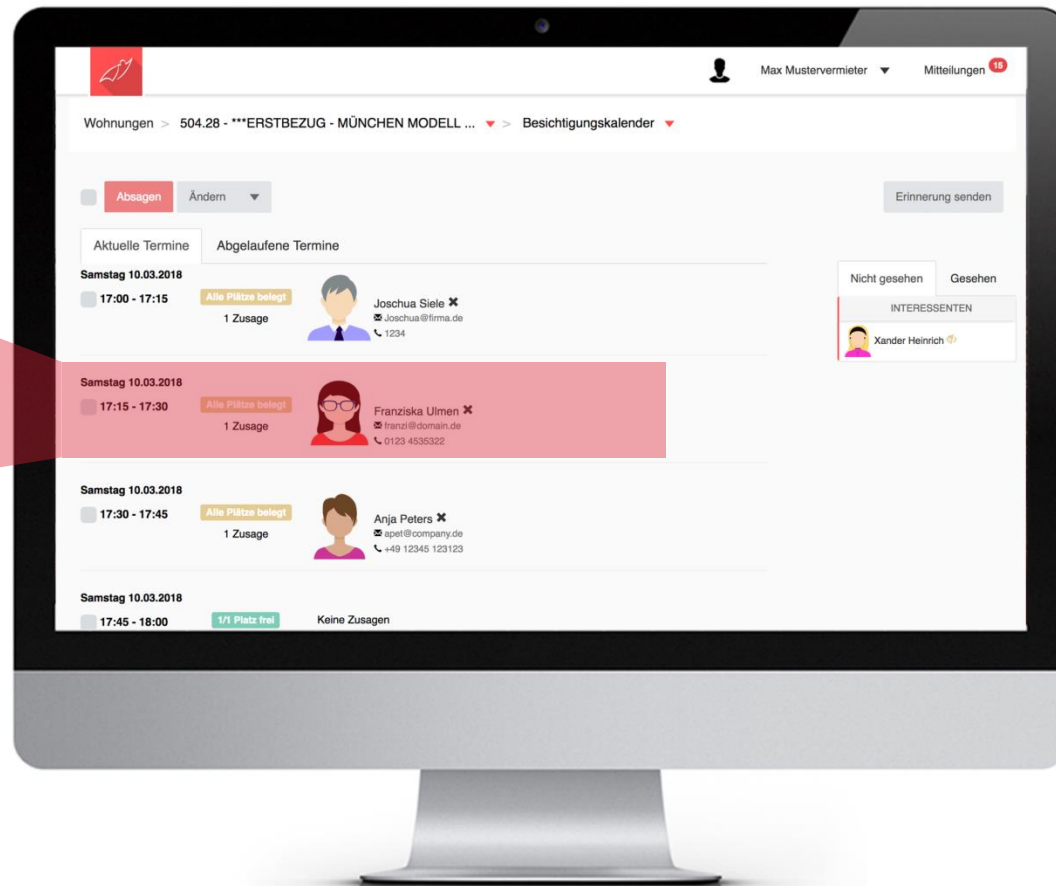 Max Mustervermieter
Mitteilungen 15
Wohnungen > 504.28 - ***ERSTBEZUG - MÜNCHEN MODELL ... > Besichtigungskalender
Absagen
Ändern
Erinnerung senden
Aktuelle Termine
Abgelaufene Termine
Nicht gesehen
Gesehen
INTERESSENTEN
Xander Heinrich
Samstag 10.03.2018
17:00 - 17:15
Alle Plätze belegt
1 Zusage
Joschua Siele
Joschua@firma.de
1234
Samstag 10.03.2018
17:15 - 17:30
Alle Plätze belegt
1 Zusage
Franziska Ulmen
franzi@domain.de
0123 4535322
Samstag 10.03.2018
17:30 - 17:45
Alle Plätze belegt
1 Zusage
Anja Peters
apet@company.de
+49 12345 123123
Samstag 10.03.2018
17:45 - 18:00
1/1 Platz frei
Keine Zusagen